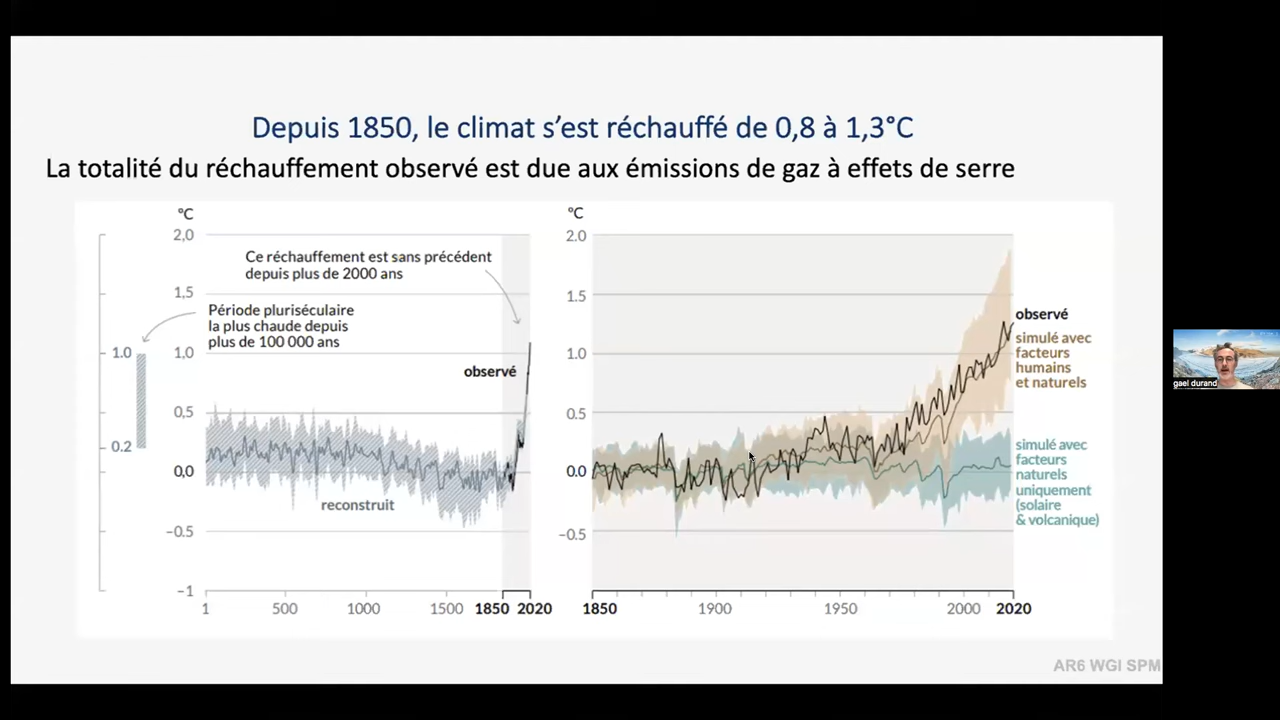 Depuis 1850, le climat s’est réchauffé de 0,8 à 1,3°C
La totalité du réchauffement observé est due aux émissions de gaz à effets de serre
°C
2,0
1,5
1,0
0,5
0,0
−0,5
−1
1.0
0.2
Ce réchauffement est sans précédent
depuis plus de 2000 ans
Période pluriséculaire
la plus chaude depuis
plus de 100 000 ans
observé
reconstruit
1
500
1000
1500
1850
2020
°C
2.0
1.5
1.0
0.5
0.0
−0.5
1850
1900
1950
2000
2020
observé
simulé avec
facteurs
humains
et naturels
simulé avec
facteurs
naturels
uniquement
(solaire
& volcanique)
AR6 WGI SPM
gael durand